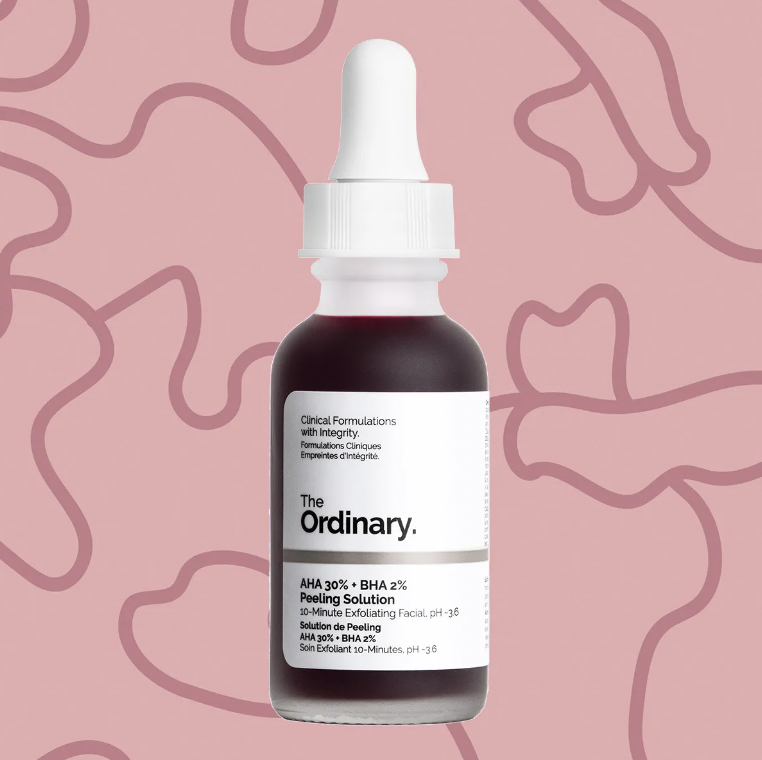 Clinical Formulations
with Integrity.
Formulations Cliniques
Empreintes d'Intégrité.
The
Ordinary.
AHA 30% + BHA 2%
Peeling Solution
10-Minute Exfoliating Facial, pH ~3.6
Solution de Peeling
AHA 30% + BHA 2%
Soin Exfoliant 10-Minutes, pH ~3.6